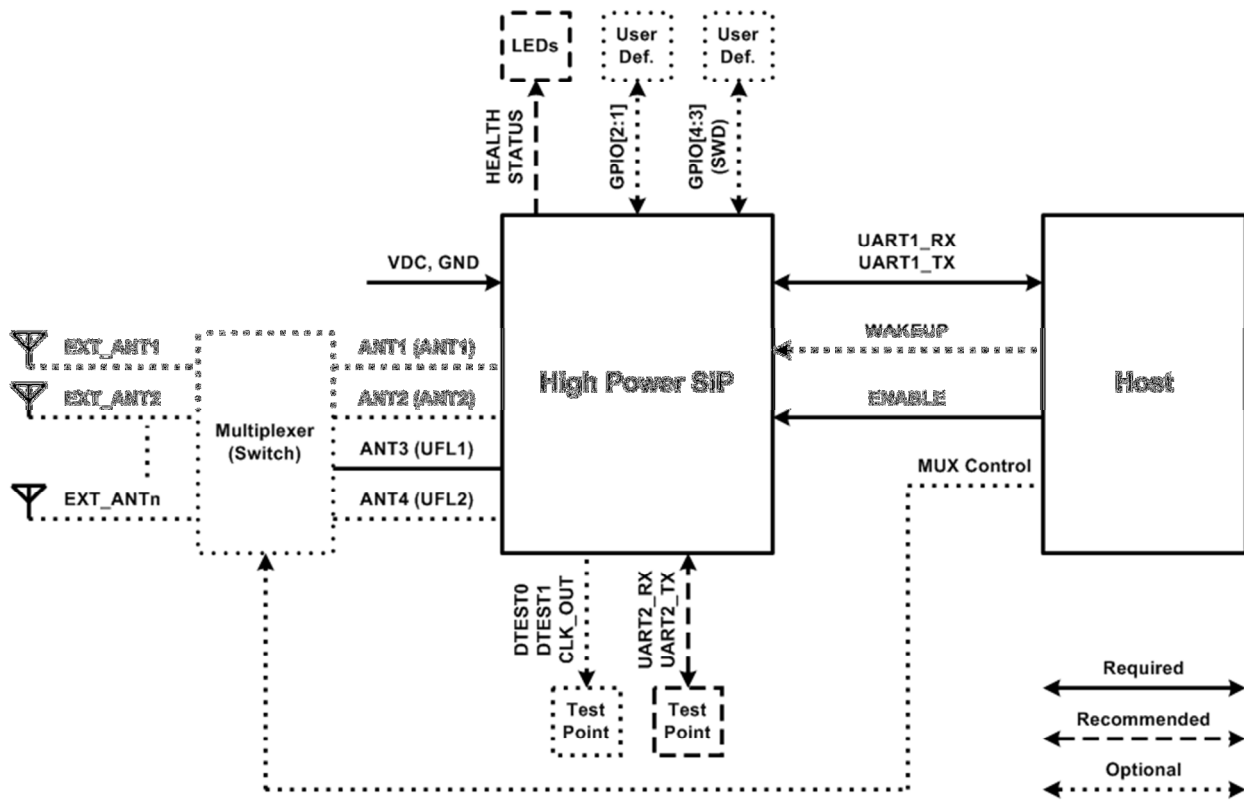 LEDs
User
Def.
User
Def.
HEALTH
STATUS
GPIO[2:1]
GPIO[4:3]
(SWD)
VDC, GND
UART1_RX
UART1_TX
EXT_ANT1
ANT1 (ANT1)
WAKEUP
EXT_ANT2
ANT2 (ANT2)
High Power SiP
Host
ENABLE
Multiplexer
(Switch)
ANT3 (UFL1)
MUX Control
EXT_ANTn
ANT4 (UFL2)
DTEST0
DTEST1
CLK_OUT
UART2_RX
UART2_TX
Test
Point
Test
Point
Required
Recommended
Optional